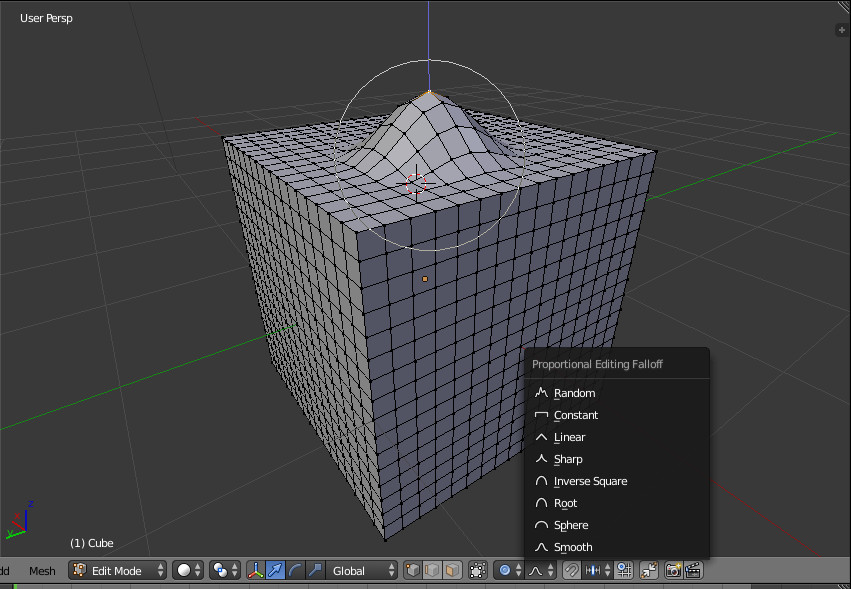 User Persp
Proportional Editing Falloff
Random
Constant
Linear
Sharp
Inverse Square
Root
Sphere
Smooth
z
x
y
(1) Cube
dd Mesh Edit Mode Global